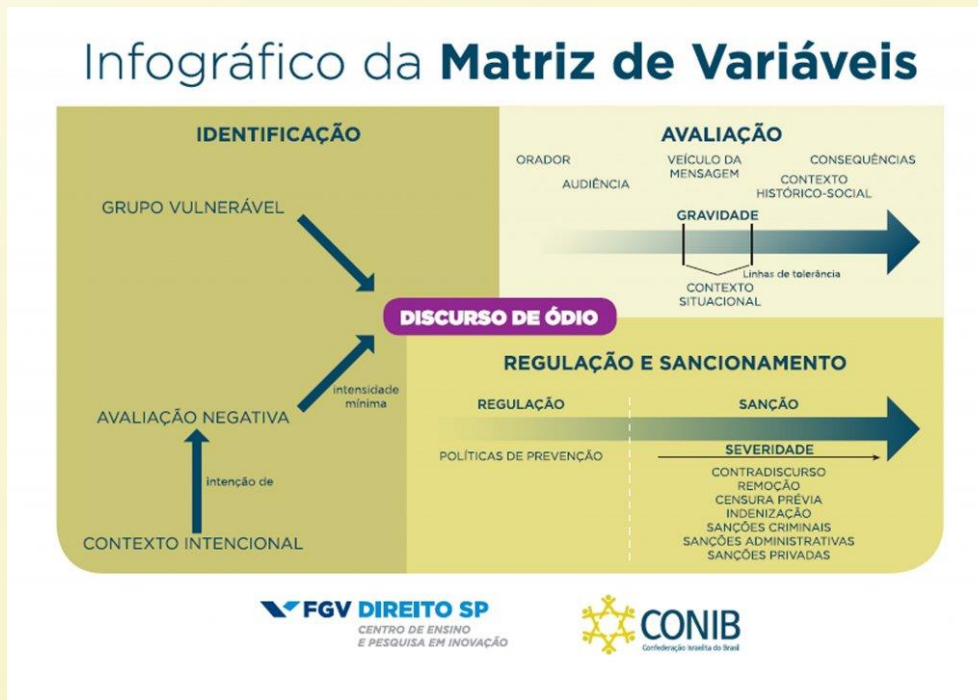 Infográfico da Matriz de Variáveis
IDENTIFICAÇÃO
GRUPO VULNERÁVEL
DISCURSO DE ÓDIO
intensidade
mínima
AVALIAÇÃO NEGATIVA
intenção de
CONTEXTO INTENCIONAL
AVALIAÇÃO
ORADOR
AUDIÊNCIA
VEÍCULO DA
MENSAGEM
CONSEQUÊNCIAS
CONTEXTO
HISTÓRICO-SOCIAL
GRAVIDADE
Linhas de tolerância
CONTEXTO
SITUACIONAL
REGULAÇÃO E SANCIONAMENTO
REGULAÇÃO
POLÍTICAS DE PREVENÇÃO
SANÇÃO
SEVERIDADE
CONTRADISCURSO
REMOÇÃO
CENSURA PRÉVIA
INDENIZAÇÃO
SANÇÕES CRIMINAIS
SANÇÕES ADMINISTRATIVAS
SANÇÕES PRIVADAS
FGV DIREITO SP
CENTRO DE ENSINO
E PESQUISA EM INOVAÇÃO
CONIB
Confederação Israelita do Brasil